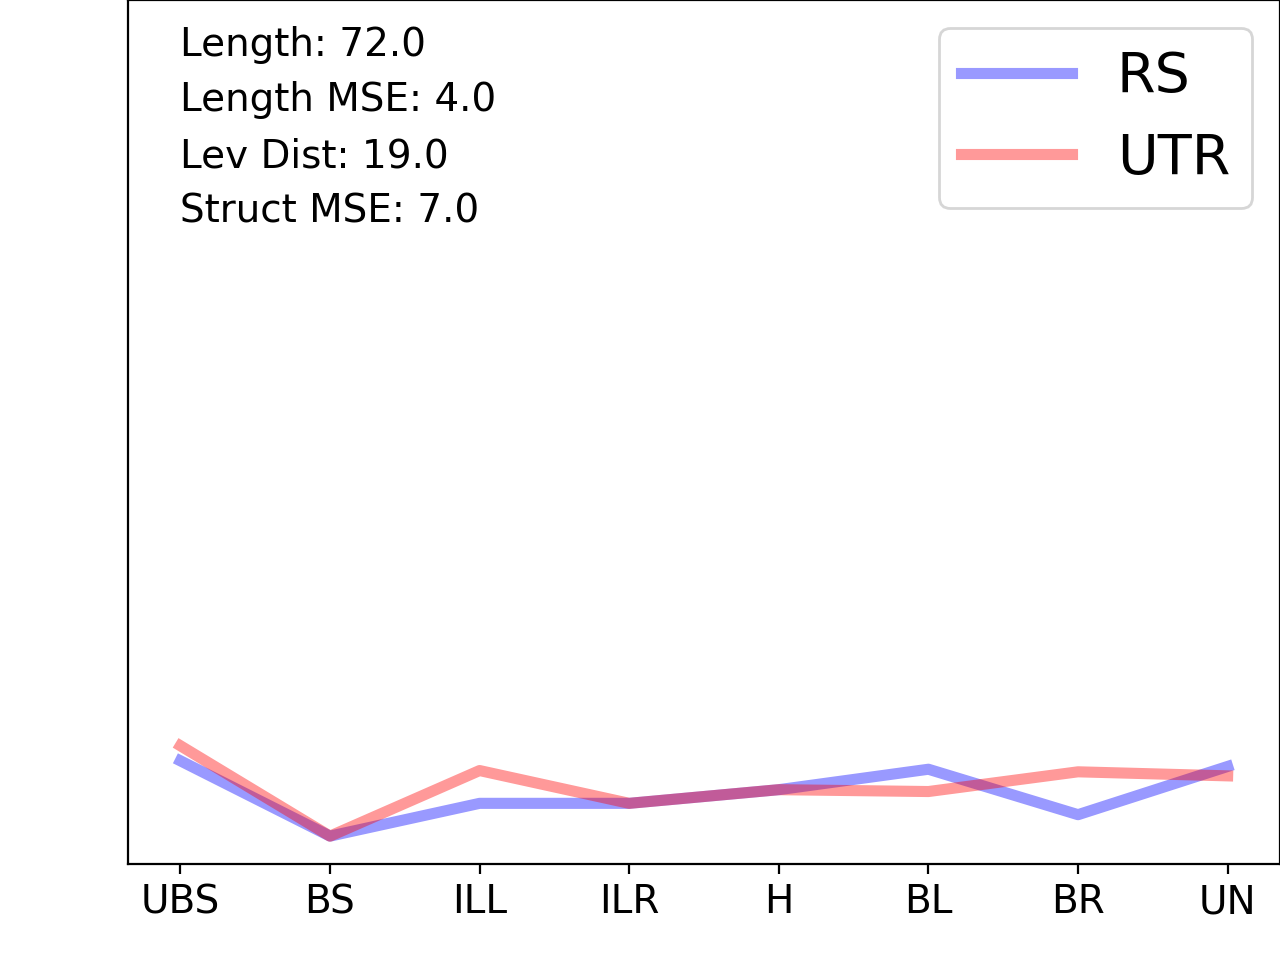 Length: 72.0
Length MSE: 4.0
Lev Dist: 19.0
Struct MSE: 7.0
RS
UTR
UBS BS ILL ILR H BL BR UN